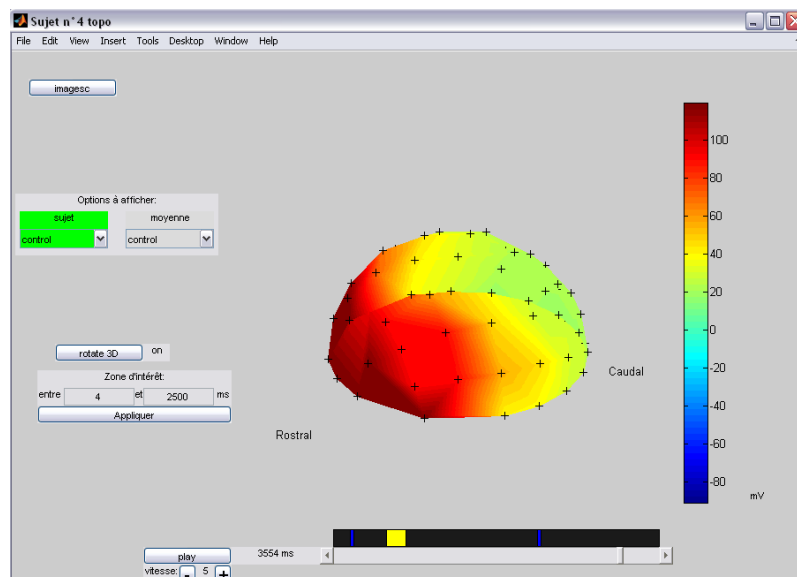 Sujet n°4 topo
File Edit View Insert Tools Desktop Window Help
imagesc
Options à afficher:
sujet moyenne
control control
rotate 3D on
Zone d'intérêt:
entre 4 et 2500 ms
Appliquer
Rostral
Caudal
100
80
60
40
20
0
-20
-40
-60
-80
mV
play 3554 ms
vitesse: - 5 +